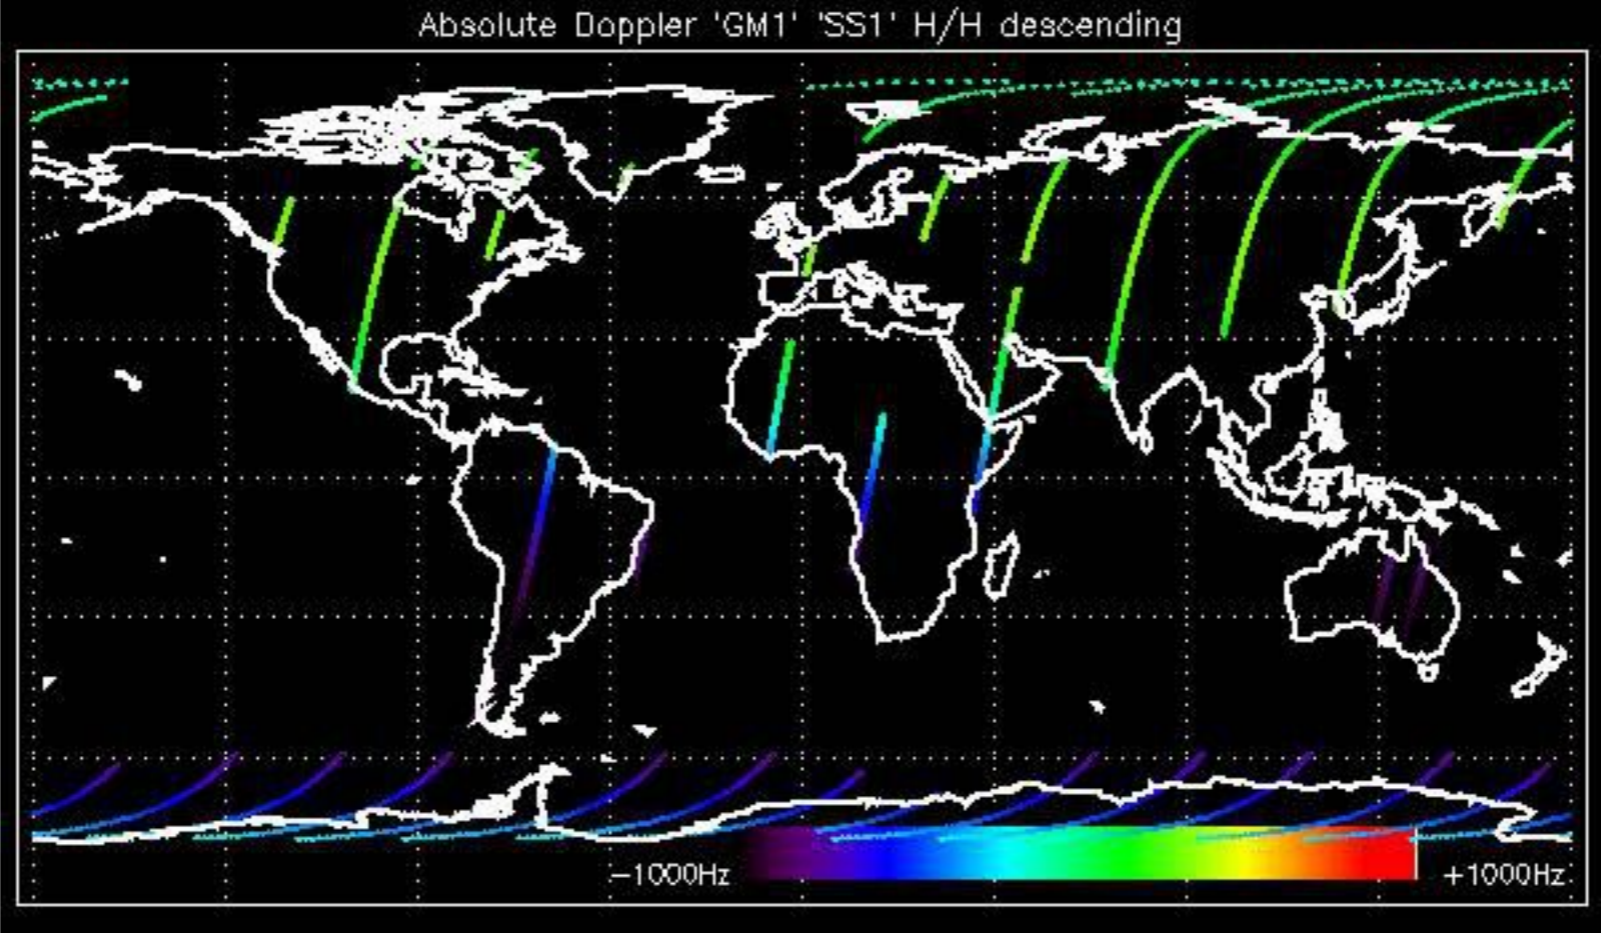 Absolute Doppler 'GM1' 'SS1' H/H descending
−1000Hz +1000Hz